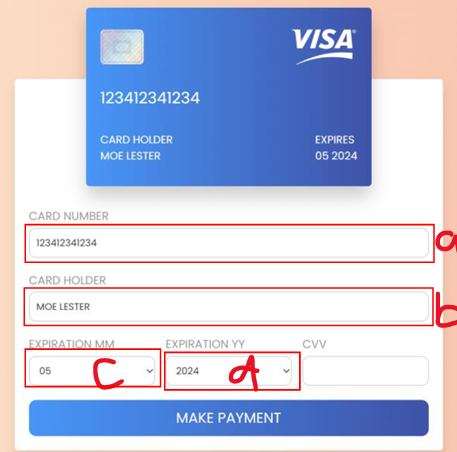 VISA
123412341234
CARD HOLDER EXPIRES
MOE LESTER 05 2024
CARD NUMBER
123412341234 a
CARD HOLDER
MOE LESTER b
EXPIRATION MM EXPIRATION YY CVV
05 C 2024 d
MAKE PAYMENT